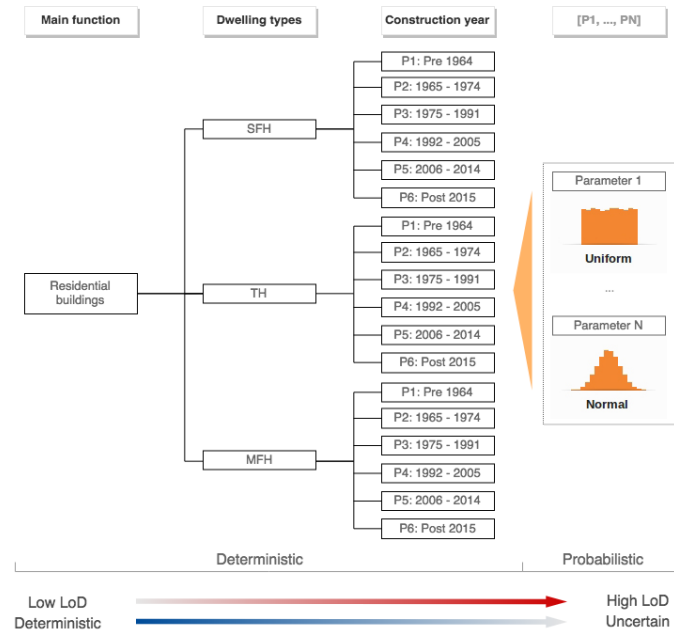 Main function
Dwelling types
Construction year
[P1, ..., PN]
Residential
buildings
SFH
P1: Pre 1964
P2: 1965 - 1974
P3: 1975 - 1991
P4: 1992 - 2005
P5: 2006 - 2014
P6: Post 2015
TH
P1: Pre 1964
P2: 1965 - 1974
P3: 1975 - 1991
P4: 1992 - 2005
P5: 2006 - 2014
P6: Post 2015
MFH
P1: Pre 1964
P2: 1965 - 1974
P3: 1975 - 1991
P4: 1992 - 2005
P5: 2006 - 2014
P6: Post 2015
Parameter 1
Uniform
...
Parameter N
Normal
Deterministic
Probabilistic
Low LoD
High LoD
Deterministic
Uncertain